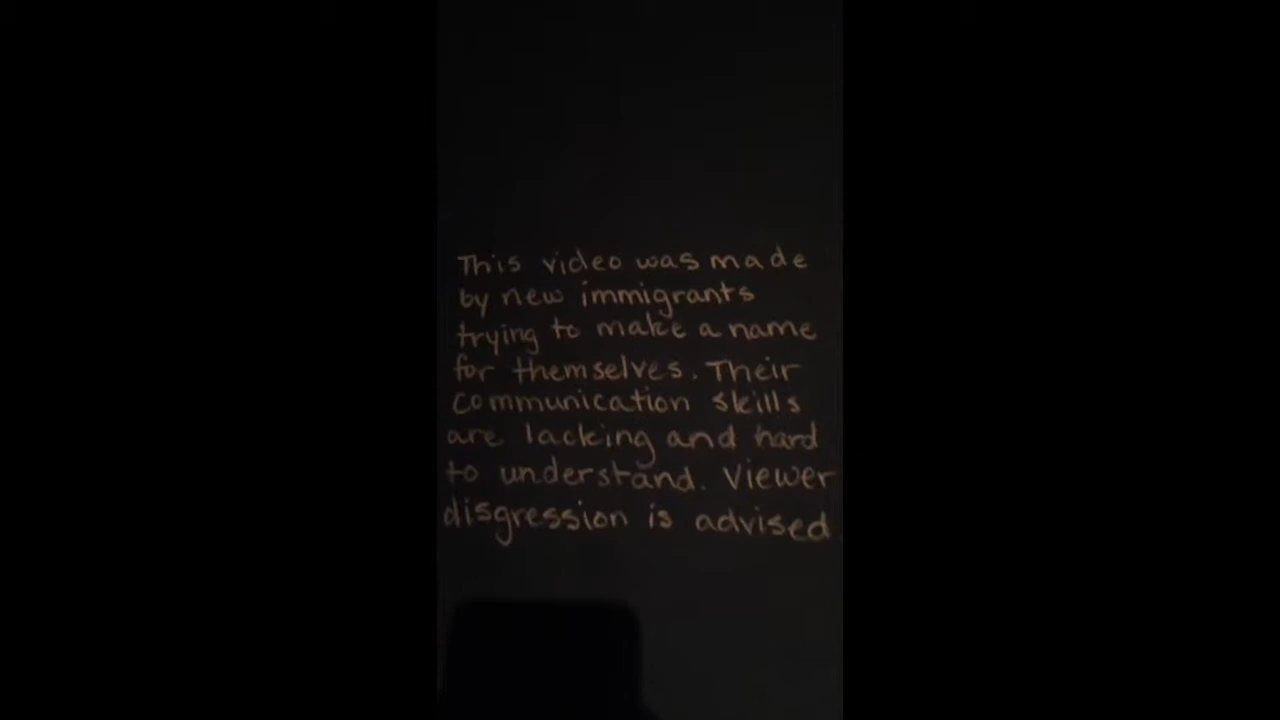 This video was made
by new immigrants
trying to make a name
for themselves. Their
communication skills
are lacking and hard
to understand. Viewer
disgression is advised